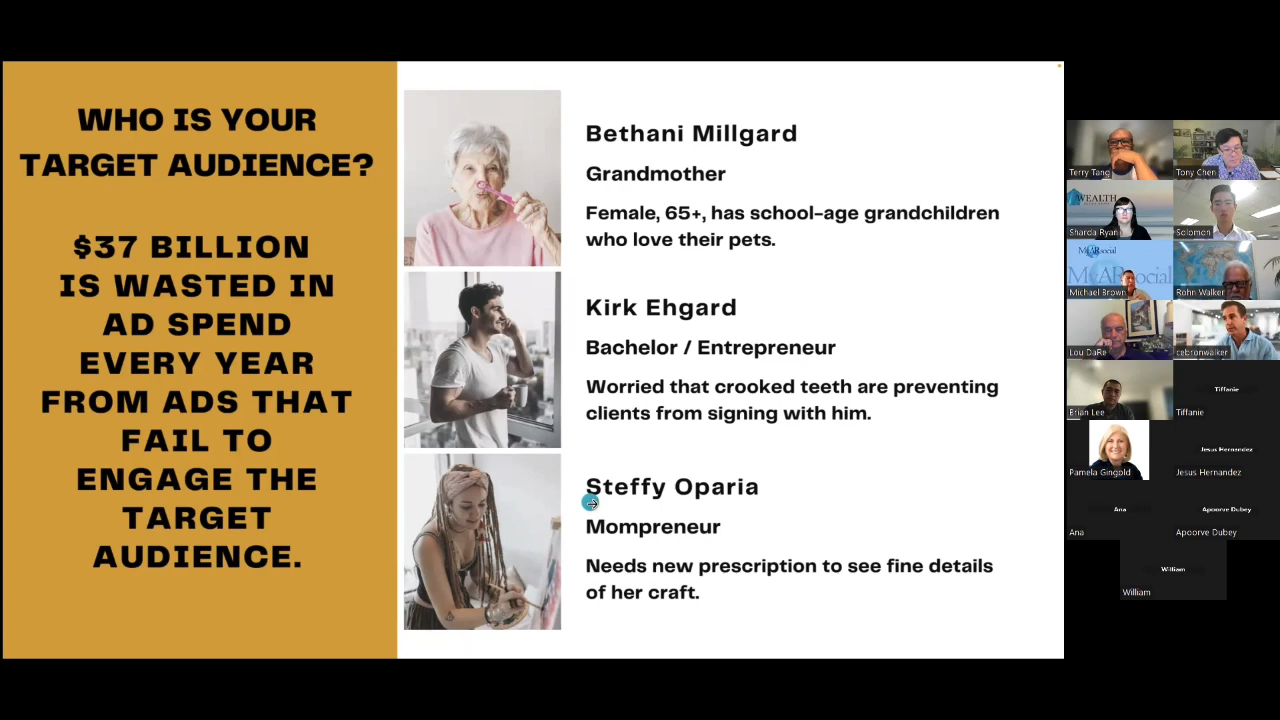 WHO IS YOUR
TARGET AUDIENCE?
$37 BILLION
IS WASTED IN
AD SPEND
EVERY YEAR
FROM ADS THAT
FAIL TO
ENGAGE THE
TARGET
AUDIENCE.
Bethani Millgard
Grandmother
Female, 65+, has school-age grandchildren
who love their pets.
Kirk Ehgard
Bachelor / Entrepreneur
Worried that crooked teeth are preventing
clients from signing with him.
Steffy Oparia
Mompreneur
Needs new prescription to see fine details
of her craft.
Terry Tang
Tony Chen
WEALTH
Sharda Ryan
Solomon
MyARsocial
MyARsocial
Michael Brown
Rohn Walker
Lou DaRe
cebronwalker
Brian Lee
Tiffanie
Tiffanie
Pamela Gingold
Jesus Hernandez
Jesus Hernandez
Ana
Ana
Apoorve Dubey
Apoorve Dubey
William
William